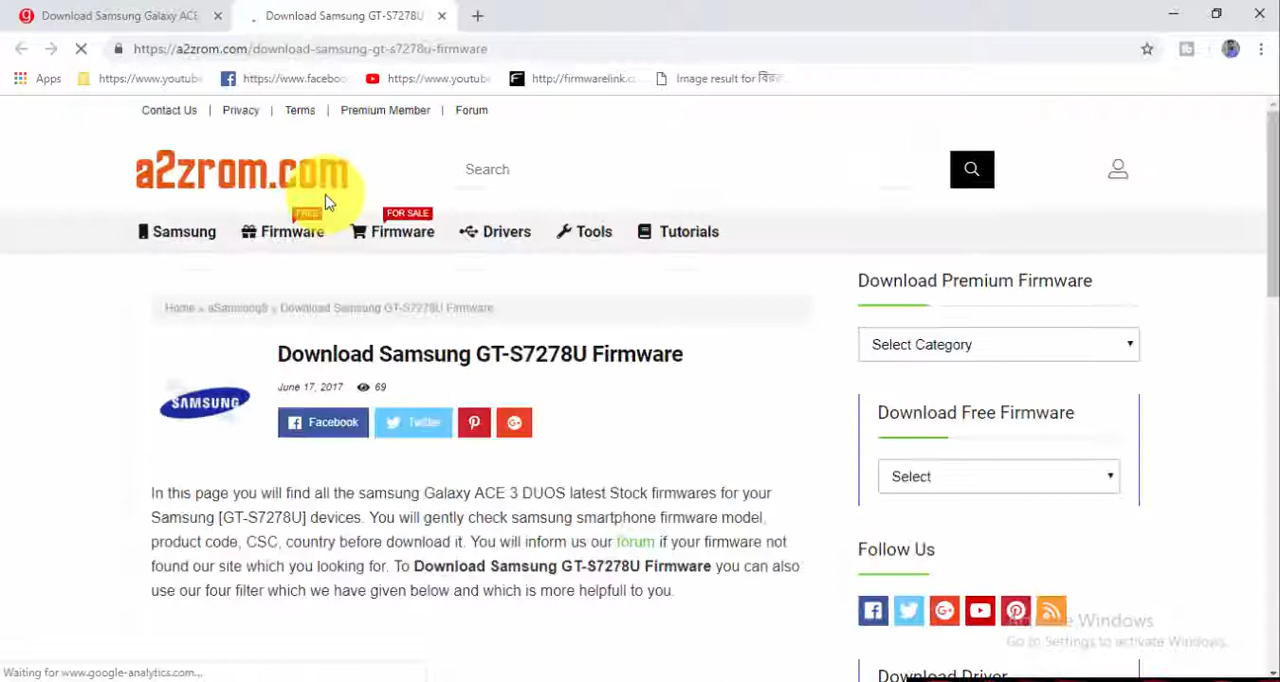 Download Samsung Galaxy ACE
Download Samsung GT-S7278U
https://a2zrom.com/download-samsung-gt-s7278u-firmware
Apps https://www.youtub https://www.faceboo https://www.youtub http://firmwarelink.c Image result for বিকা
Contact Us | Privacy | Terms | Premium Member | Forum
a2zrom.com
Search
FREE
FOR SALE
Samsung Firmware Firmware Drivers Tools Tutorials
Home » aSamsong8 » Download Samsung GT-S7278U Firmware
Download Samsung GT-S7278U Firmware
June 17, 2017 69
SAMSUNG
Facebook Twitter
In this page you will find all the samsung Galaxy ACE 3 DUOS latest Stock firmwares for your
Samsung [GT-S7278U] devices. You will gently check samsung smartphone firmware model,
product code, CSC, country before download it. You will inform us our forum if your firmware not
found our site which you looking for. To Download Samsung GT-S7278U Firmware you can also
use our four filter which we have given below and which is more helpfull to you.
Download Premium Firmware
Select Category
Download Free Firmware
Select
Follow Us
Activate Windows
Go to Settings to activate Windows.
Download Driver
Waiting for www.google-analytics.com...